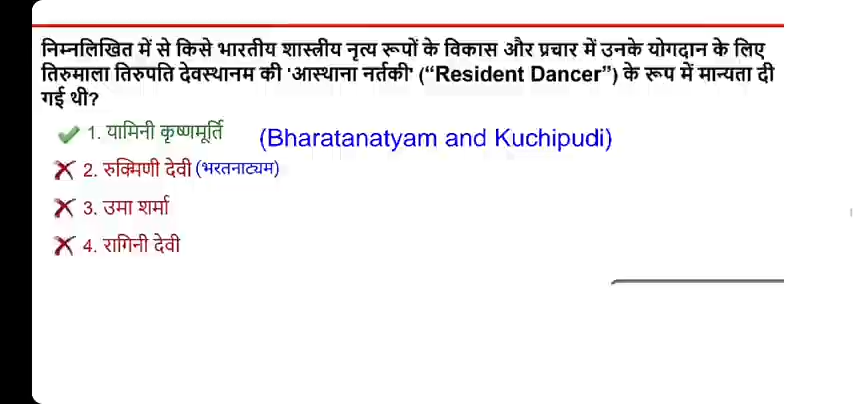 निम्नलिखित में से किसे भारतीय शास्त्रीय नृत्य रूपों के विकास और प्रचार में उनके योगदान के लिए
तिरुमाला तिरुपति देवस्थानम की 'आस्थाना नर्तकी' (“Resident Dancer”) के रूप में मान्यता दी
गई थी?
1. यामिनी कृष्णमूर्ति (Bharatanatyam and Kuchipudi)
2. रुक्मिणी देवी (भरतनाट्यम)
3. उमा शर्मा
4. रागिनी देवी